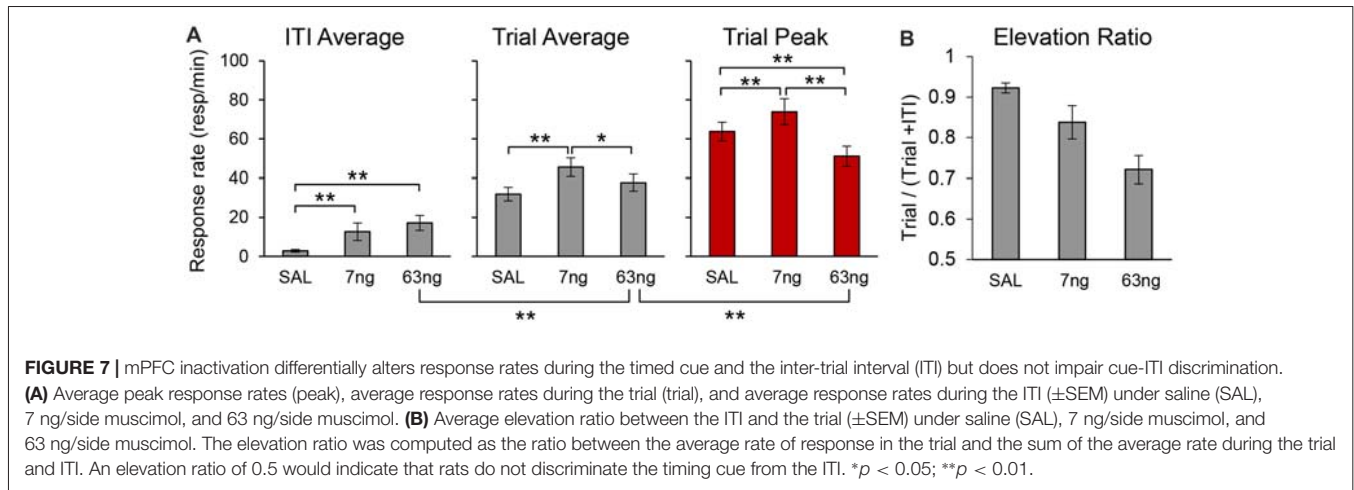 A
ITI Average
Trial Average
Trial Peak
B
Elevation Ratio
Response rate (resp/min)
100
80
60
40
20
0
**
**
SAL 7ng 63ng
**
*
SAL 7ng 63ng
**
**
**
SAL 7ng 63ng
**
**
Trial / (Trial +ITI)
1
0.9
0.8
0.7
0.6
0.5
SAL 7ng 63ng
FIGURE 7 | mPFC inactivation differentially alters response rates during the timed cue and the inter-trial interval (ITI) but does not impair cue-ITI discrimination.
(A) Average peak response rates (peak), average response rates during the trial (trial), and average response rates during the ITI (±SEM) under saline (SAL),
7 ng/side muscimol, and 63 ng/side muscimol. (B) Average elevation ratio between the ITI and the trial (±SEM) under saline (SAL), 7 ng/side muscimol, and
63 ng/side muscimol. The elevation ratio was computed as the ratio between the average rate of response in the trial and the sum of the average rate during the trial
and ITI. An elevation ratio of 0.5 would indicate that rats do not discriminate the timing cue from the ITI. *p < 0.05; **p < 0.01.